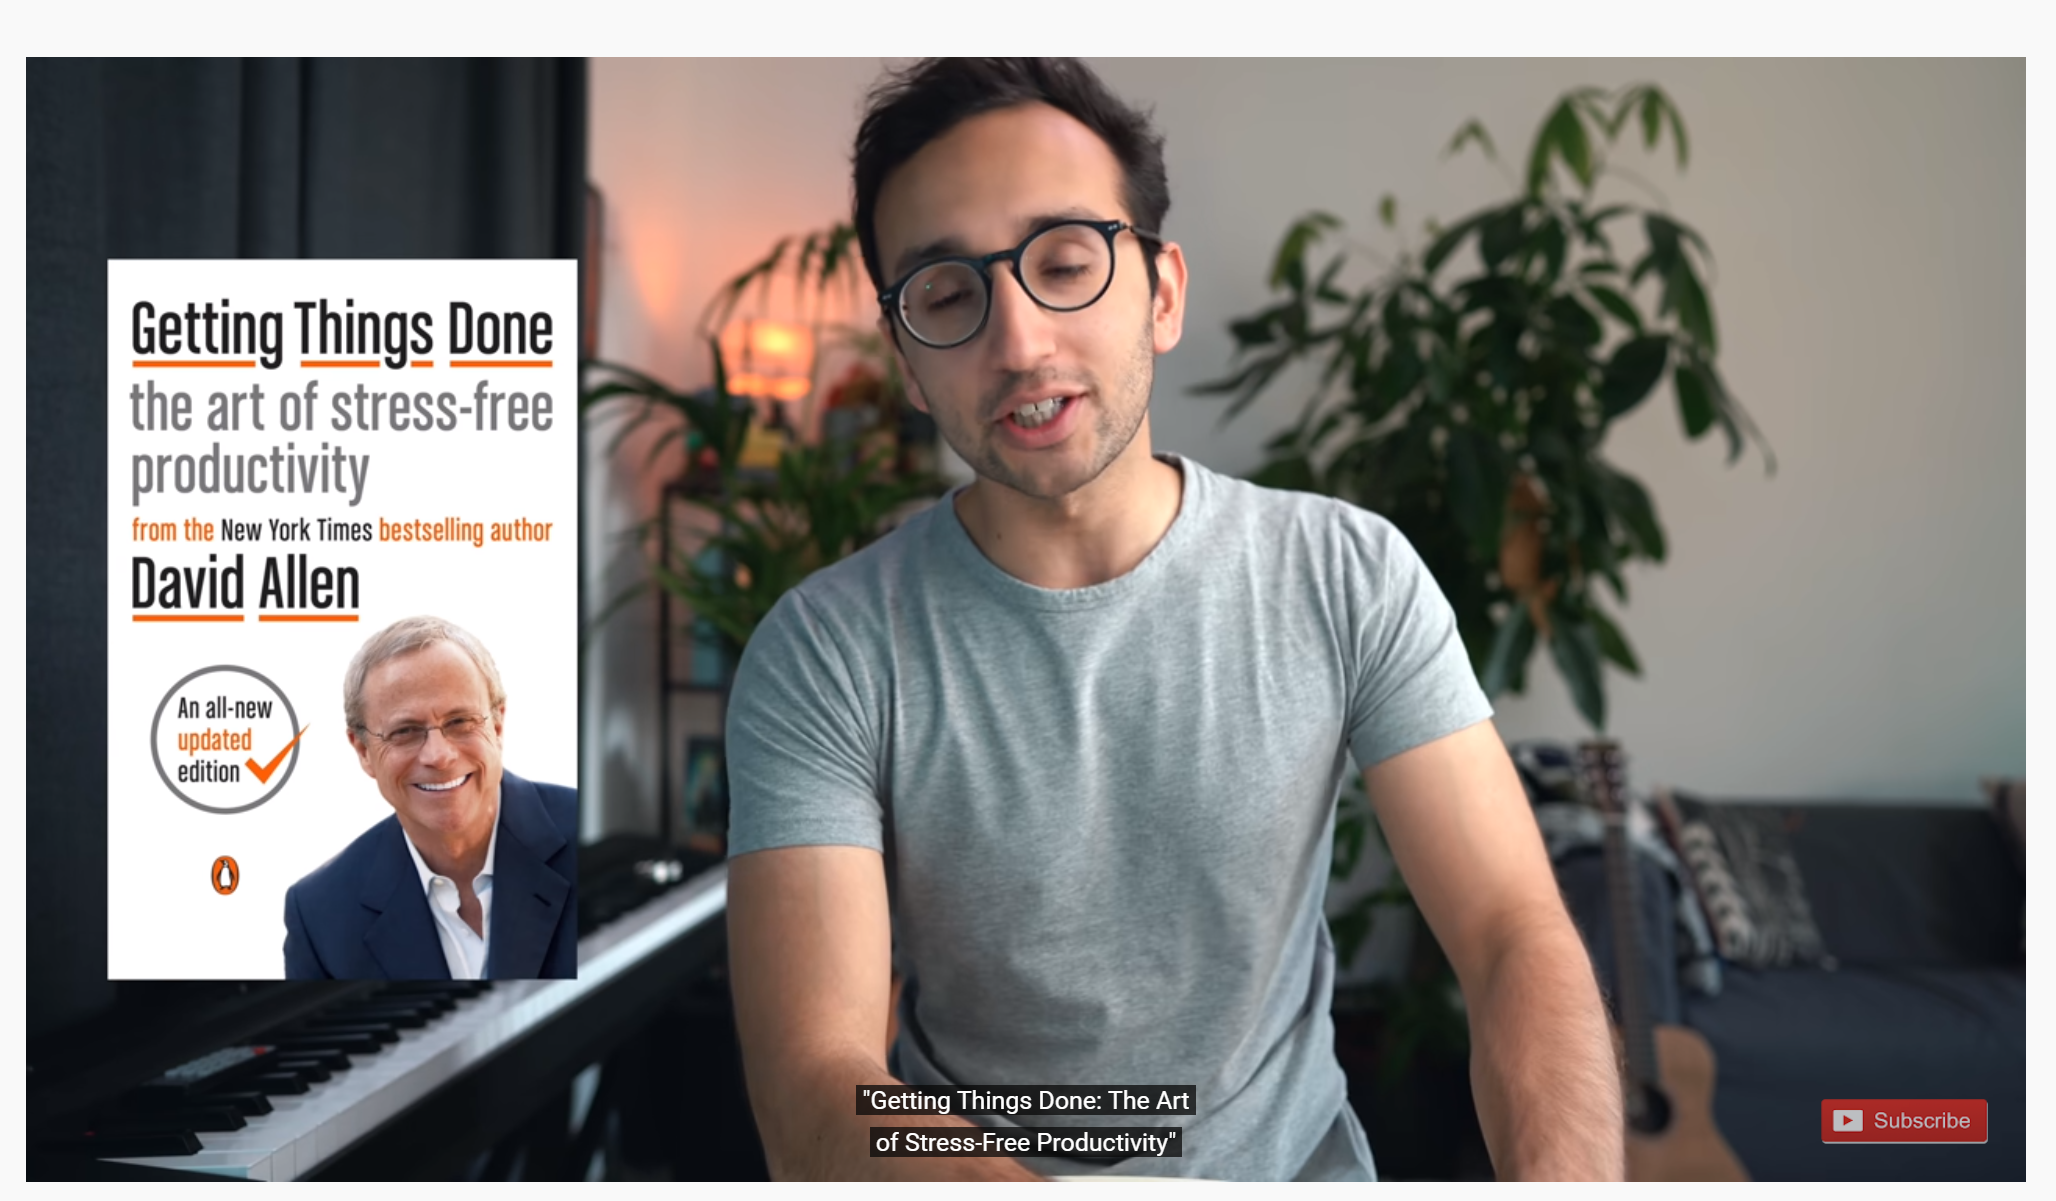 Getting Things Done
the art of stress-free
productivity
from the New York Times bestselling author
David Allen
An all-new
updated
edition
"Getting Things Done: The Art
of Stress-Free Productivity"
Subscribe